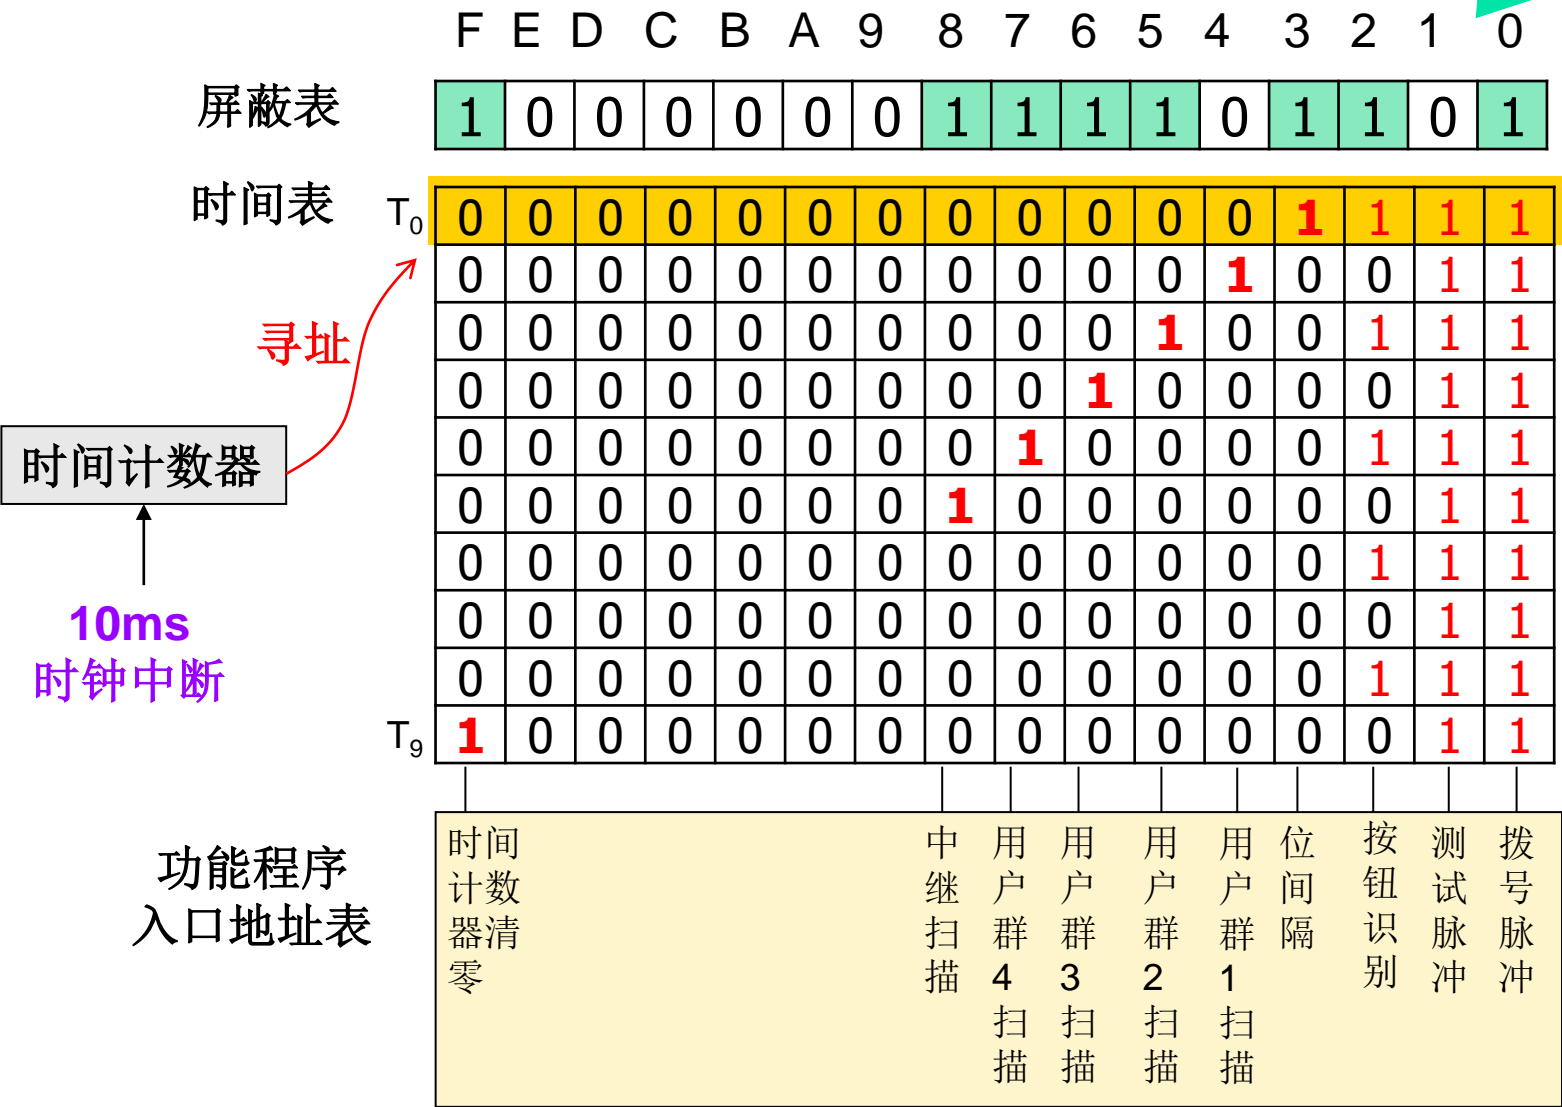 F E D C B A 9 8 7 6 5 4 3 2 1 0
屏蔽表 1 0 0 0 0 0 0 1 1 1 1 0 1 1 0 1
时间表 T0 0 0 0 0 0 0 0 0 0 0 0 0 1 1 1 1
0 0 0 0 0 0 0 0 0 0 0 1 0 0 1 1
0 0 0 0 0 0 0 0 0 0 1 0 0 1 1 1
0 0 0 0 0 0 0 0 0 1 0 0 0 0 1 1
0 0 0 0 0 0 0 0 1 0 0 0 0 1 1 1
0 0 0 0 0 0 0 1 0 0 0 0 0 0 1 1
0 0 0 0 0 0 0 0 0 0 0 0 0 1 1 1
0 0 0 0 0 0 0 0 0 0 0 0 0 0 1 1
0 0 0 0 0 0 0 0 0 0 0 0 0 1 1 1
T9 1 0 0 0 0 0 0 0 0 0 0 0 0 0 1 1
寻址
时间计数器
10ms
时钟中断
功能程序
入口地址表
时间
计数
器清
零
中继扫描
用户群4扫描
用户群3扫描
用户群2扫描
用户群1扫描
位间隔
按钮识别
测试脉冲
拨号脉冲